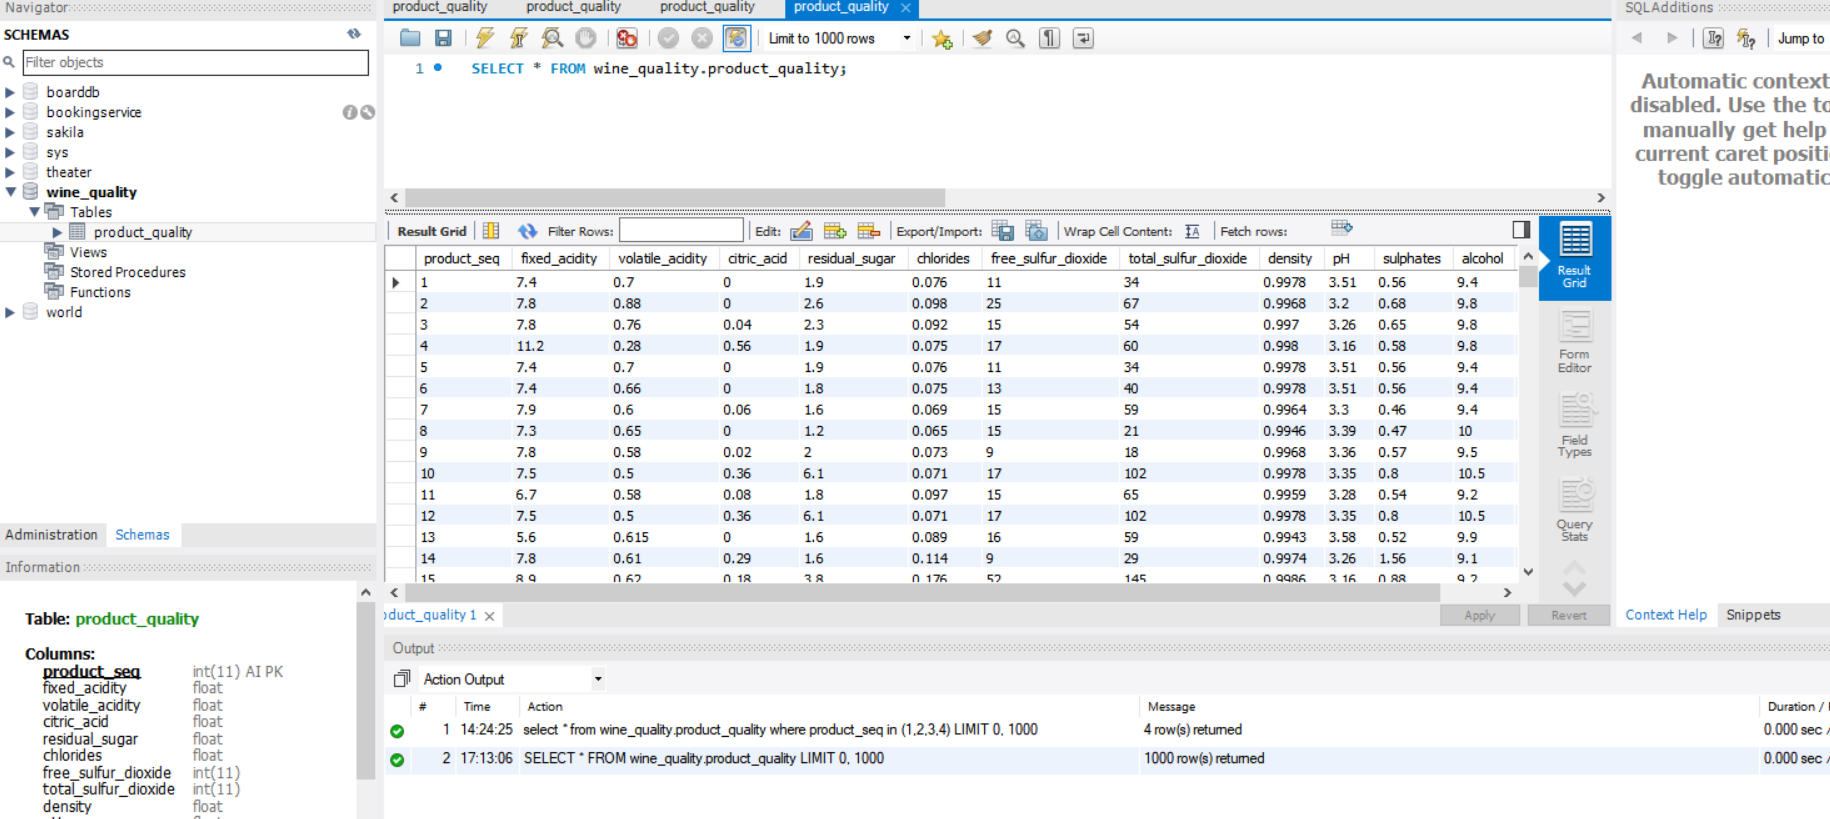 Navigator
SCHEMAS
Filter objects
boarddb
bookingservice
sakila
sys
theater
wine_quality
Tables
product_quality
Views
Stored Procedures
Functions
world
Administration Schemas
Information
Table: product_quality
Columns:
product_seq int(11) AI PK
fixed_acidity float
volatile_acidity float
citric_acid float
residual_sugar float
chlorides float
free_sulfur_dioxide int(11)
total_sulfur_dioxide int(11)
density float
product_quality product_quality product_quality product_quality
Limit to 1000 rows
1 SELECT * FROM wine_quality.product_quality;
Result Grid Filter Rows: Edit: Export/Import: Wrap Cell Content: Fetch rows:
product_seq fixed_acidity volatile_acidity citric_acid residual_sugar chlorides free_sulfur_dioxide total_sulfur_dioxide density pH sulphates alcohol
1 7.4 0.7 0 1.9 0.076 11 34 0.9978 3.51 0.56 9.4
2 7.8 0.88 0 2.6 0.098 25 67 0.9968 3.2 0.68 9.8
3 7.8 0.76 0.04 2.3 0.092 15 54 0.997 3.26 0.65 9.8
4 11.2 0.28 0.56 1.9 0.075 17 60 0.998 3.16 0.58 9.8
5 7.4 0.7 0 1.9 0.076 11 34 0.9978 3.51 0.56 9.4
6 7.4 0.66 0 1.8 0.075 13 40 0.9978 3.51 0.56 9.4
7 7.9 0.6 0.06 1.6 0.069 15 59 0.9964 3.3 0.46 9.4
8 7.3 0.65 0 1.2 0.065 15 21 0.9946 3.39 0.47 10
9 7.8 0.58 0.02 2 0.073 9 18 0.9968 3.36 0.57 9.5
10 7.5 0.5 0.36 6.1 0.071 17 102 0.9978 3.35 0.8 10.5
11 6.7 0.58 0.08 1.8 0.097 15 65 0.9959 3.28 0.54 9.2
12 7.5 0.5 0.36 6.1 0.071 17 102 0.9978 3.35 0.8 10.5
13 5.6 0.615 0 1.6 0.089 16 59 0.9943 3.58 0.52 9.9
14 7.8 0.61 0.29 1.6 0.114 9 29 0.9974 3.26 1.56 9.1
15 8.9 0.62 0.18 3.8 0.176 52 145 0.9986 3.16 0.88 9.2
Result
Grid
Form
Editor
Field
Types
Query
Stats
oduct_quality 1 Apply Revert
Output
Action Output
# Time Action Message Duration /
1 14:24:25 select * from wine_quality.product_quality where product_seq in (1,2,3,4) LIMIT 0, 1000 4 row(s) returned 0.000 sec /
2 17:13:06 SELECT * FROM wine_quality.product_quality LIMIT 0, 1000 1000 row(s) returned 0.000 sec /
SQLAdditions
Jump to
Automatic context
disabled. Use the to
manually get help
current caret positi
toggle automatic
Context Help Snippets